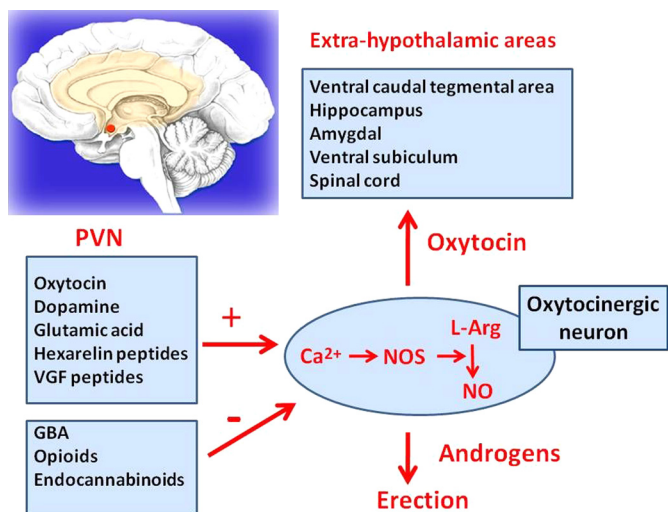 Extra-hypothalamic areas
Ventral caudal tegmental area
Hippocampus
Amygdal
Ventral subiculum
Spinal cord
PVN
Oxytocin
Oxytocin
Dopamine
Glutamic acid
Hexarelin peptides
VGF peptides
+
Oxytocinergic
neuron
L-Arg
Ca²⁺ → NOS →
NO
-
GBA
Opioids
Endocannabinoids
Androgens
Erection